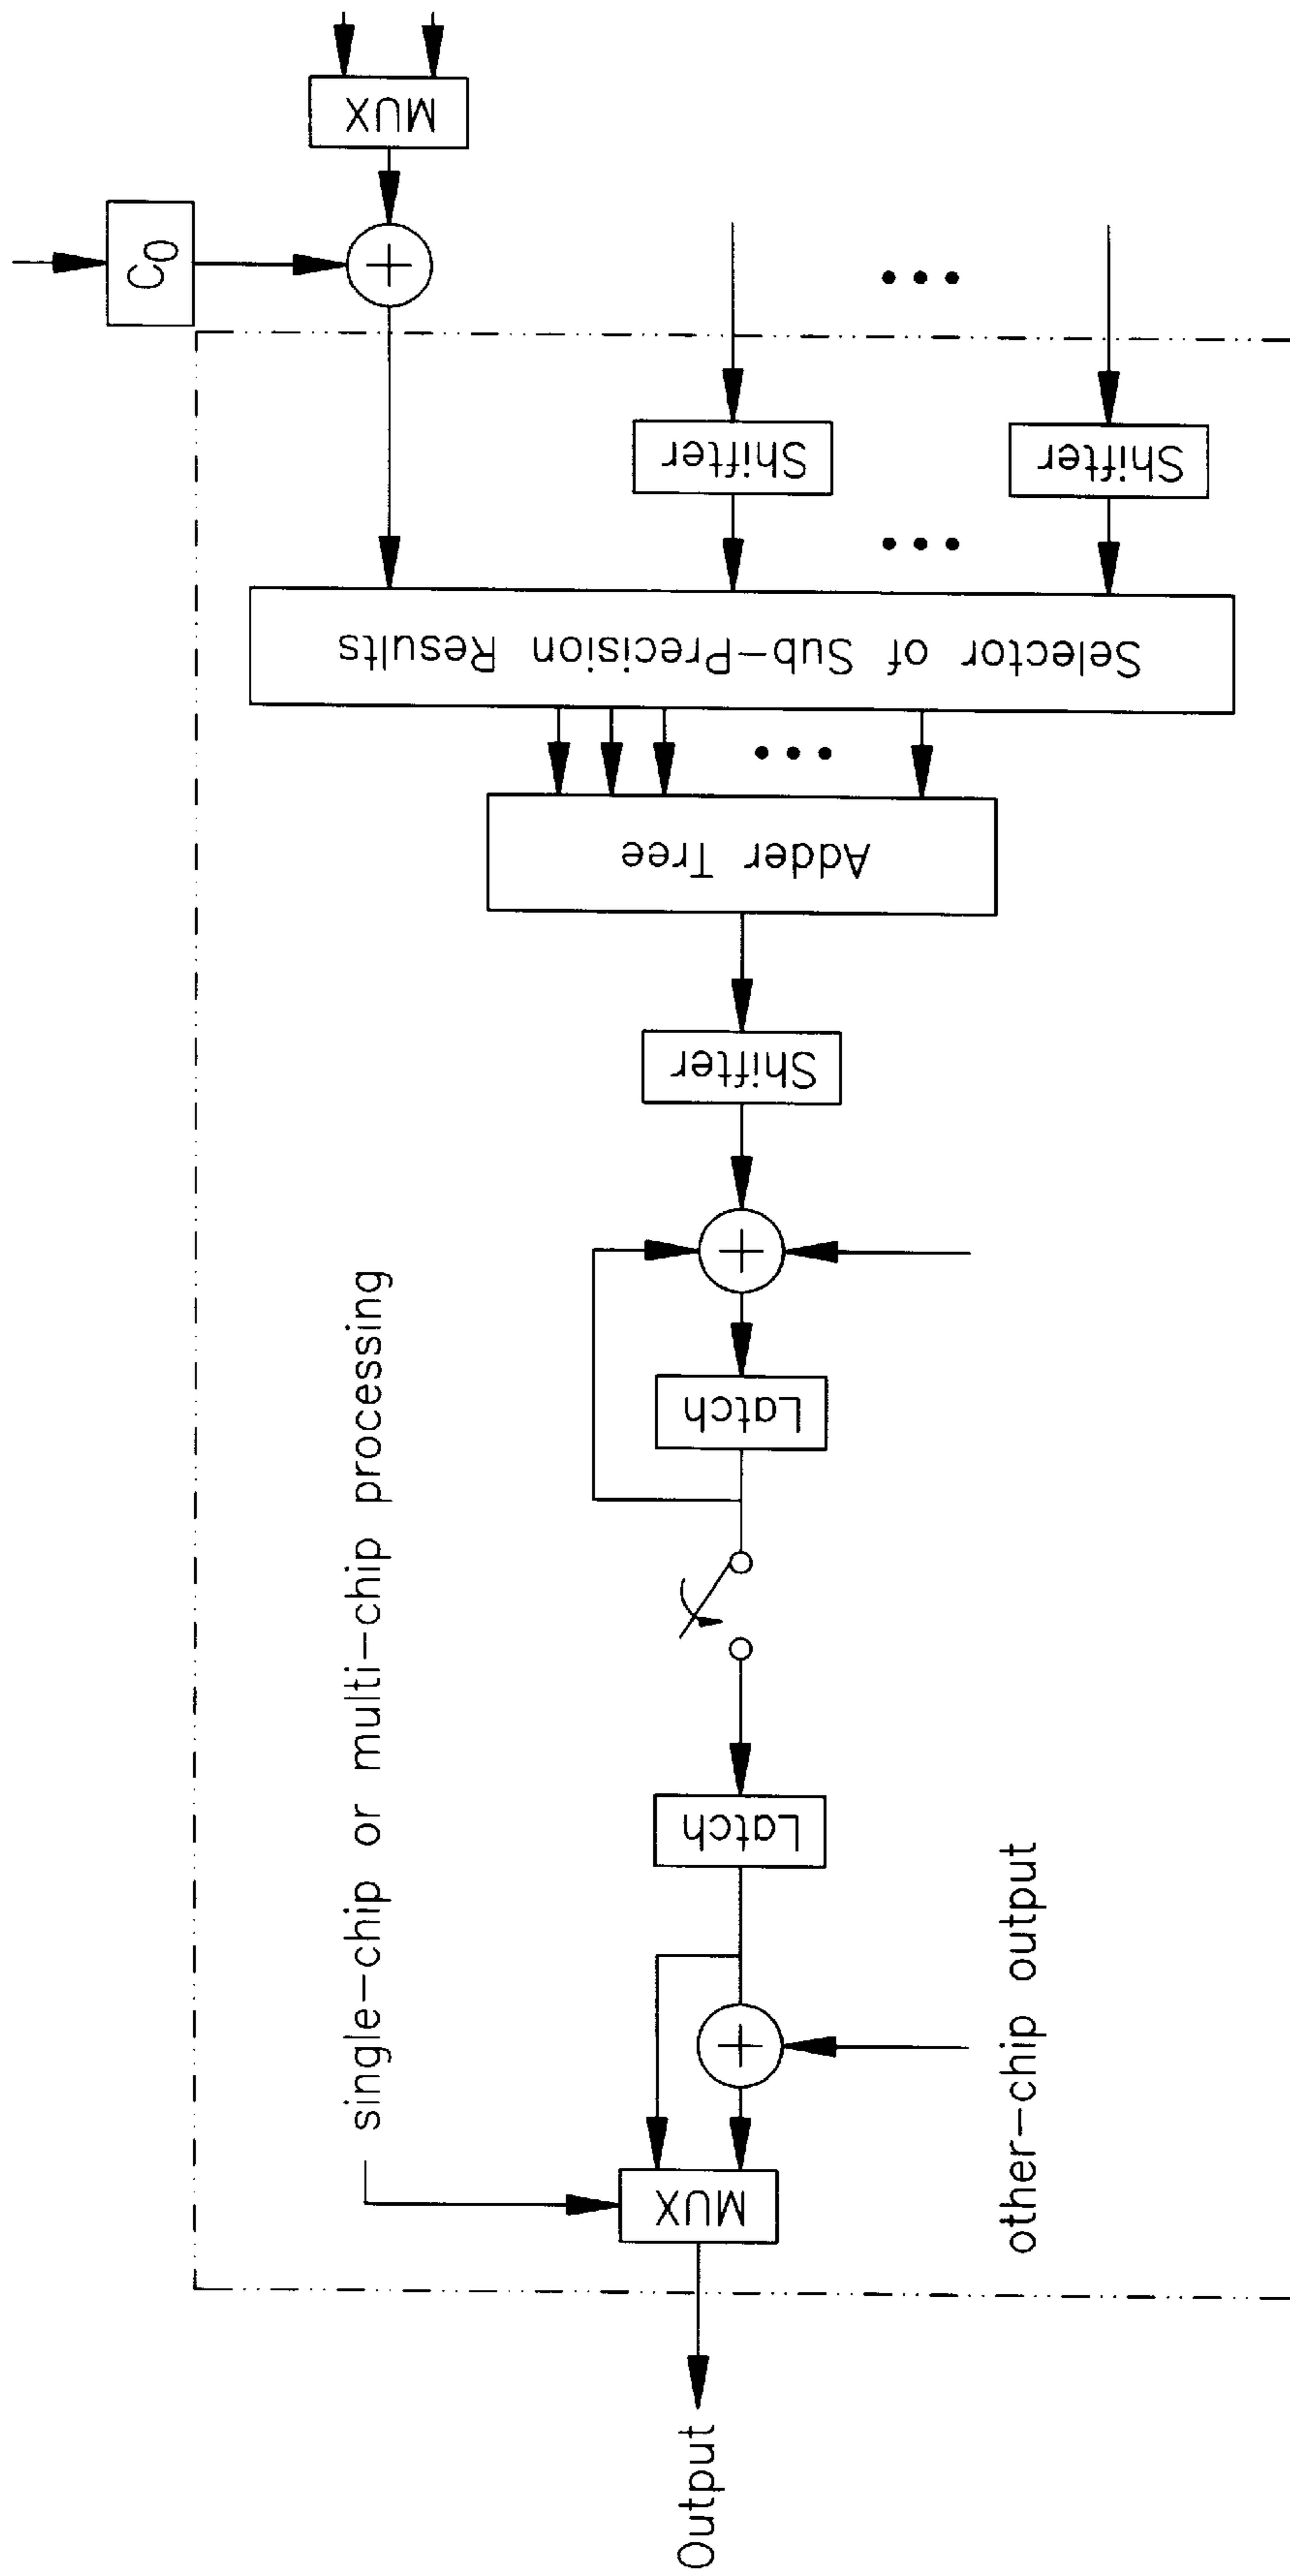 MUX
C0
Shifter
Shifter
Selector of Sub-Precision Results
Adder Tree
Shifter
Latch
single-chip or multi-chip processing
Latch
other-chip output
MUX
Output